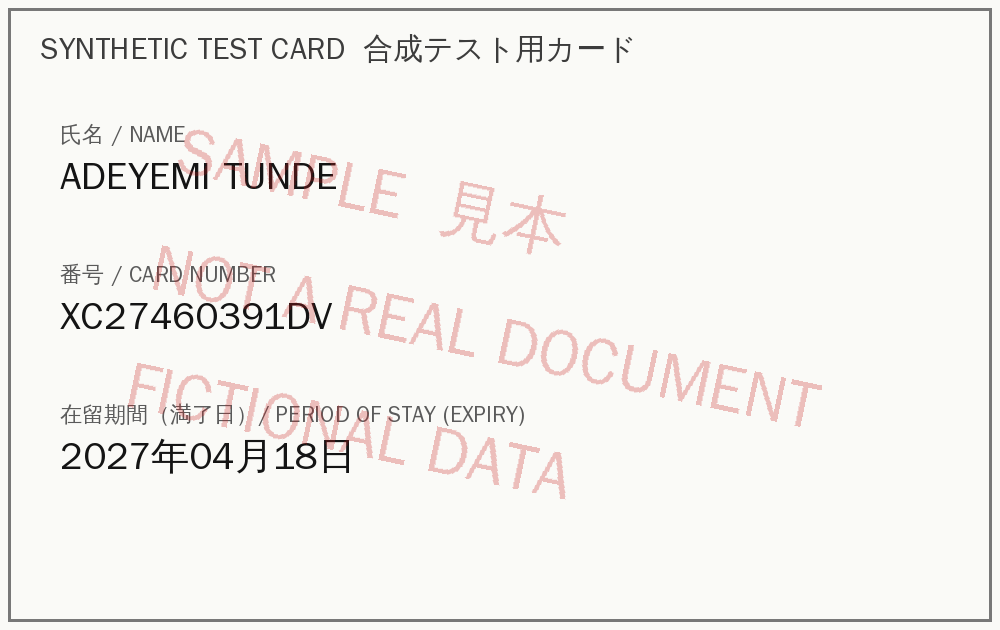 SYNTHETIC TEST CARD 合成テスト用カード
氏名 / NAME
ADEYEMI TUNDE
SAMPLE 見本
番号 / CARD NUMBER
XC27460391DV
NOT A REAL DOCUMENT
在留期間（満了日）/ PERIOD OF STAY (EXPIRY)
2027年04月18日
FICTIONAL DATA